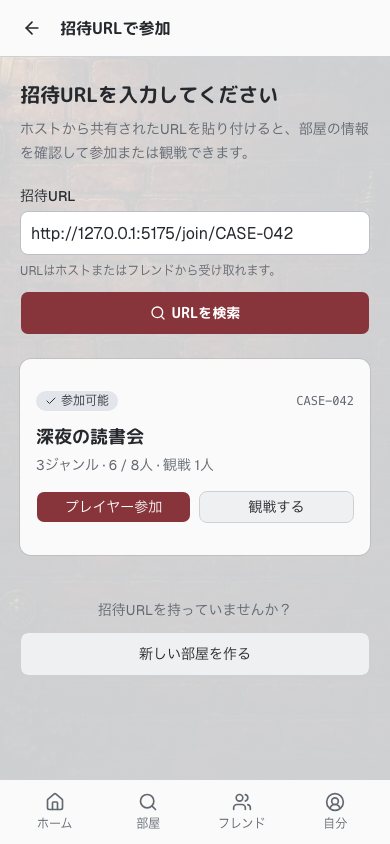 招待URLで参加
招待URLを入力してください
ホストから共有されたURLを貼り付けると、部屋の情報
を確認して参加または観戦できます。
招待URL
http://127.0.0.1:5175/join/CASE-042
URLはホストまたはフレンドから受け取れます。
URLを検索
参加可能
CASE-042
深夜の読書会
3ジャンル · 6 / 8人 · 観戦 1人
プレイヤー参加
観戦する
招待URLを持っていませんか？
新しい部屋を作る
ホーム
部屋
フレンド
自分